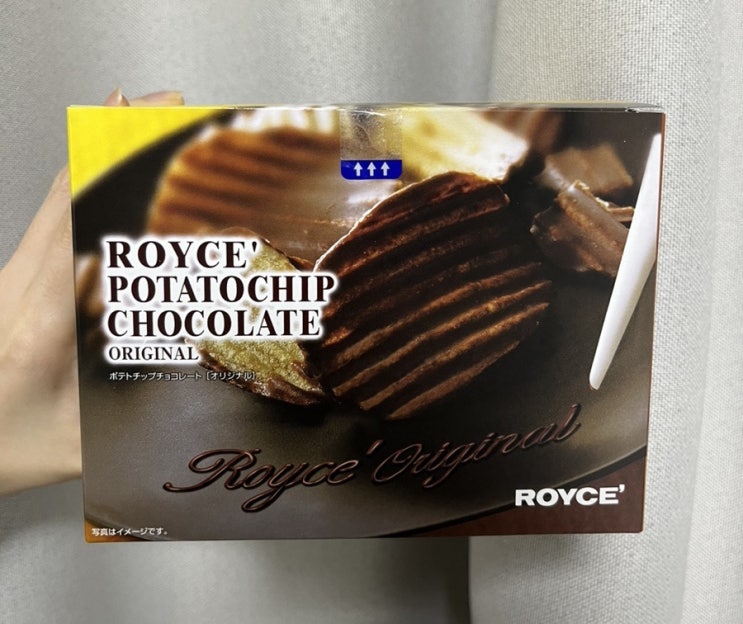 ROYCE'
POTATOCHIP
CHOCOLATE
ORIGINAL
ポテトチップチョコレート［オリジナル］
Royce' Original
ROYCE'
写真はイメージです。